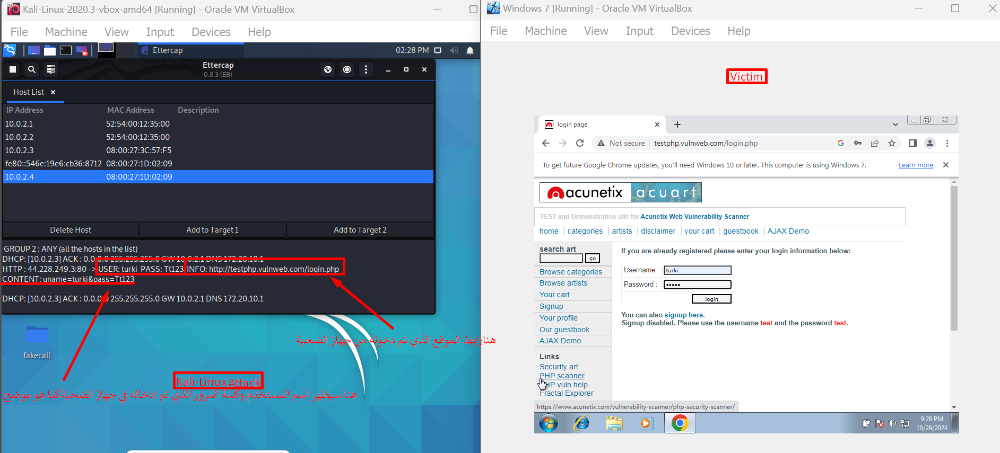 Kali-Linux-2020.3-vbox-amd64 [Running] - Oracle VM VirtualBox
File Machine View Input Devices Help
Ettercap
02:28 PM
Ettercap
0.8.3 (EB)
Host List
IP Address MAC Address Description
10.0.2.1 52:54:00:12:35:00
10.0.2.2 52:54:00:12:35:00
10.0.2.3 08:00:27:3C:57:F5
fe80::546e:19e6:cb36:8712 08:00:27:1D:02:09
10.0.2.4 08:00:27:1D:02:09
Delete Host Add to Target 1 Add to Target 2
GROUP 2 : ANY (all the hosts in the list)
DHCP: [10.0.2.3] ACK : 0.0.0.0 255.255.255.0 GW 10.0.2.1 DNS 172.20.10.1
HTTP : 44.228.249.3:80 -> USER: turki PASS: Tt123 INFO: http://testphp.vulnweb.com/login.php
CONTENT: uname=turki&pass=Tt123
DHCP: [10.0.2.3] ACK : 0.0.0.0 255.255.255.0 GW 10.0.2.1 DNS 172.20.10.1
هنارابط الموقع الذي تم دخوله من جهاز الضحية
fakecall
Kali-Linux Attack
هنا سيظهر اسم المستخدم وكلمة المرور الذي تم ادخاله في جهاز الضحية كما هو موضح
Windows 7 [Running] - Oracle VM VirtualBox
File Machine View Input Devices Help
Victim
login page
Not secure testphp.vulnweb.com/login.php
To get future Google Chrome updates, you'll need Windows 10 or later. This computer is using Windows 7. Learn more
acunetix acuart
TEST and Demonstration site for Acunetix Web Vulnerability Scanner
home categories artists disclaimer your cart guestbook AJAX Demo
search art
go
Browse categories
Browse artists
Your cart
Signup
Your profile
Our guestbook
AJAX Demo
Links
Security art
PHP scanner
PHP vuln help
Fractal Explorer
If you are already registered please enter your login information below:
Username : turki
Password : •••••
login
You can also signup here.
Signup disabled. Please use the username test and the password test.
https://www.acunetix.com/vulnerability-scanner/php-security-scanner/
9:28 PM
10/28/2024